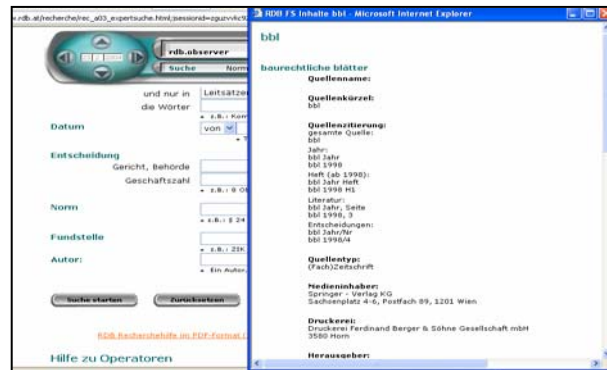 rdb.at/recherche/rec_a03_expertsuche.html;jsessionid=
rdb.ob
Suche Norm
und nur in Leitsätzen
die Wörter
Datum von
Entscheidung
Gericht, Behörde
Geschäftszahl
Norm
z.B.: § 24
Fundstelle
z.B.: ZIK
Autor:
Ein Autor
Suche starten Zurücksetzen
RDB Recherchehilfe im PDF-Format
Hilfe zu Operatoren
RDB FS Inhalte bbl - Microsoft Internet Explorer
bbl
baurechtliche blätter
Quellenname:
Quellenkürzel:
bbl
Quellenzitierung:
gesamte Quelle:
bbl
Jahr:
bbl Jahr
bbl 1998
Heft (ab 1998):
bbl Jahr Heft
bbl 1998 H1
Literatur:
bbl Jahr, Seite
bbl 1998, 3
Entscheidungen:
bbl Jahr/Nr
bbl 1998/4
Quellentyp:
(Fach)Zeitschrift
Medieninhaber:
Springer - Verlag KG
Sachsenplatz 4-6, Postfach 89, 1201 Wien
Druckerei:
Druckerei Ferdinand Berger & Söhne Gesellschaft mbH
3580 Horn
Herausgeber: